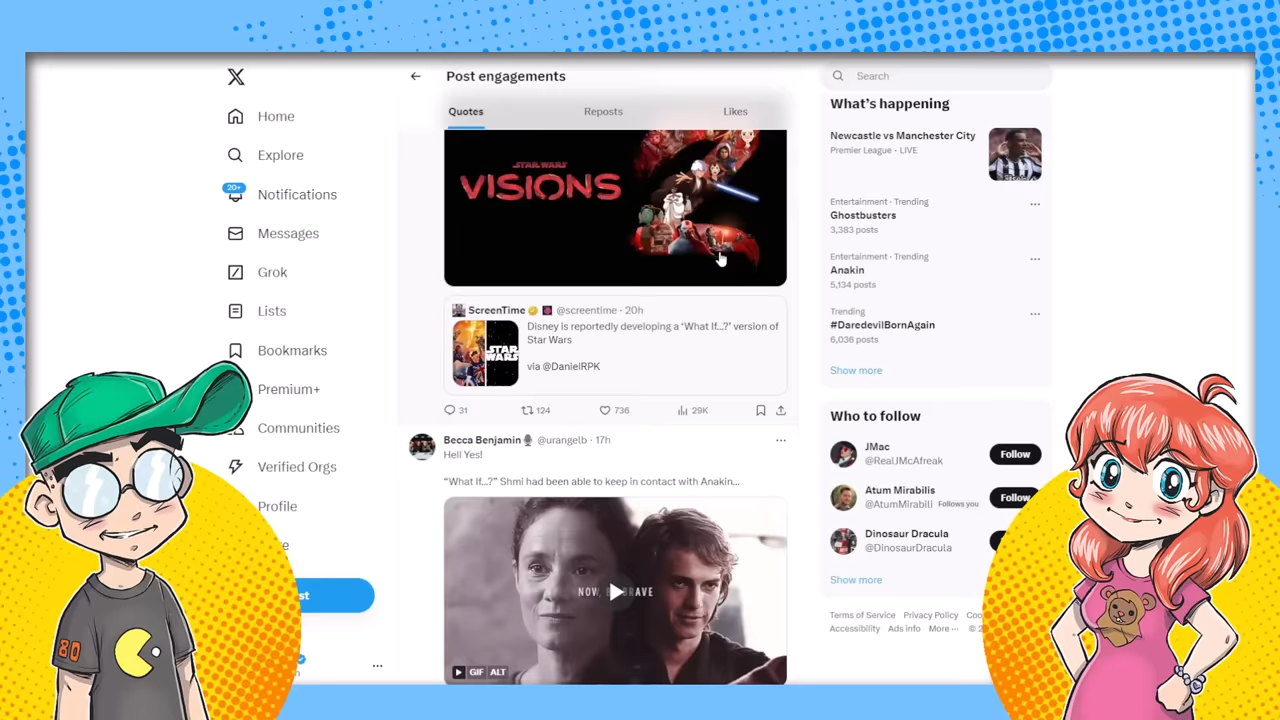 Home
Explore
20+
Notifications
Messages
Grok
Lists
Bookmarks
Premium+
Communities
Verified Orgs
Profile
Post engagements
Quotes
Reposts
Likes
STAR WARS
VISIONS
ScreenTime @screentime · 20h
Disney is reportedly developing a ‘What If...?’ version of
Star Wars
via @DanielRPK
STAR
WARS
31
124
736
29K
Becca Benjamin @urangelb · 17h
Hell Yes!
“What If...?” Shmi had been able to keep in contact with Anakin...
GIF ALT
Search
What’s happening
Newcastle vs Manchester City
Premier League · LIVE
Entertainment · Trending
Ghostbusters
3,383 posts
Entertainment · Trending
Anakin
5,134 posts
Trending
#DaredevilBornAgain
6,036 posts
Show more
Who to follow
JMac
@RealJMcAfreak
Follow
Atum Mirabilis
@AtumMirabili Follows you
Follow
Dinosaur Dracula
@DinosaurDracula
Show more
Terms of Service Privacy Policy
Accessibility Ads info More
80